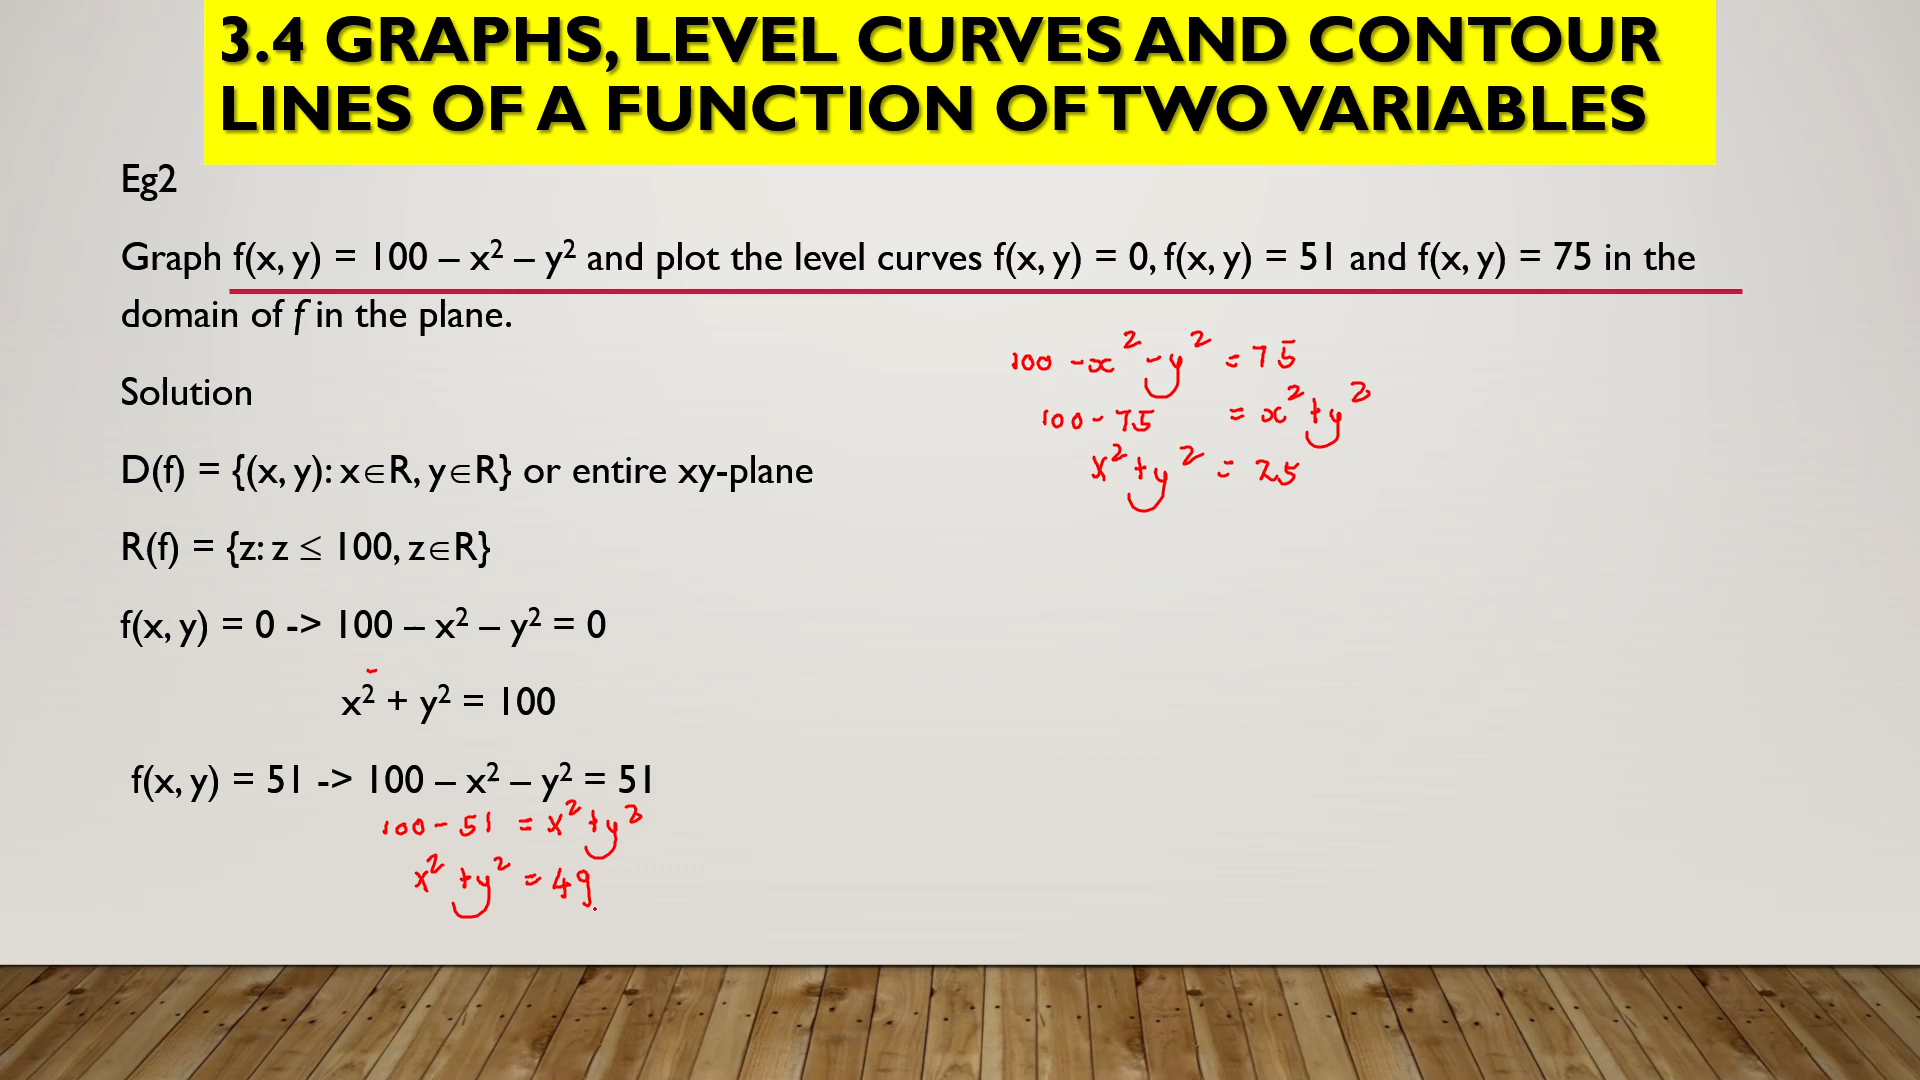 3.4 GRAPHS, LEVEL CURVES AND CONTOUR
LINES OF A FUNCTION OF TWO VARIABLES
Eg2
Graph f(x, y) = 100 – x² – y² and plot the level curves f(x, y) = 0, f(x, y) = 51 and f(x, y) = 75 in the
domain of f in the plane.
Solution
D(f) = {(x, y): x∈R, y∈R} or entire xy-plane
R(f) = {z: z ≤ 100, z∈R}
f(x, y) = 0 -> 100 – x² – y² = 0
x² + y² = 100
f(x, y) = 51 -> 100 – x² – y² = 51
100 - 51 = x² + y²
x² + y² = 49
100 - x² - y² = 75
100 - 75 = x² + y²
x² + y² = 25